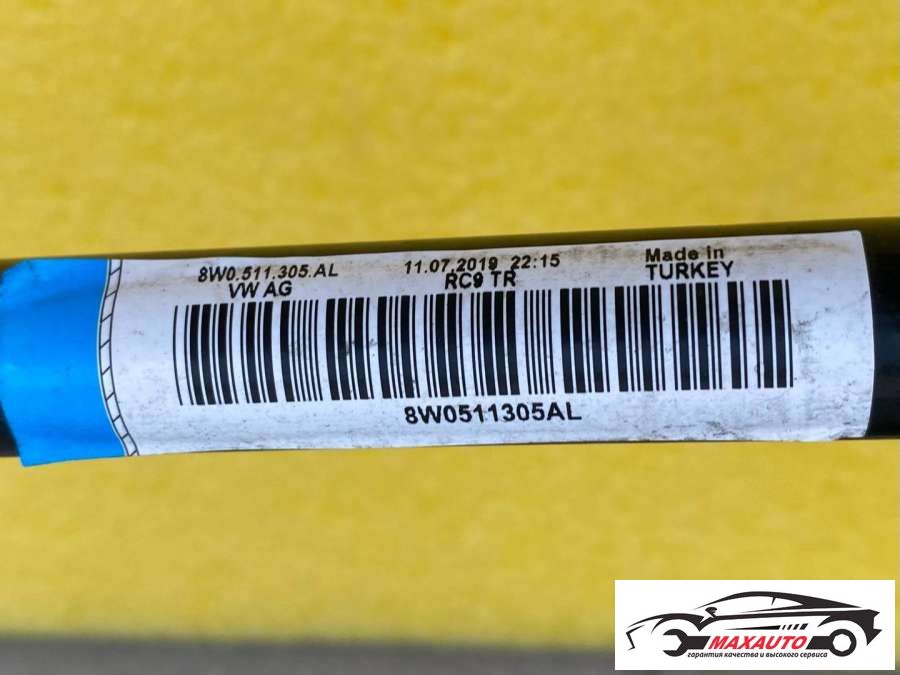 8W0.511.305.AL 11.07.2019 22:15 Made in
VW AG RC9 TR TURKEY
8W0511305AL
MAXAUTO
гарантия качества и высокого сервиса